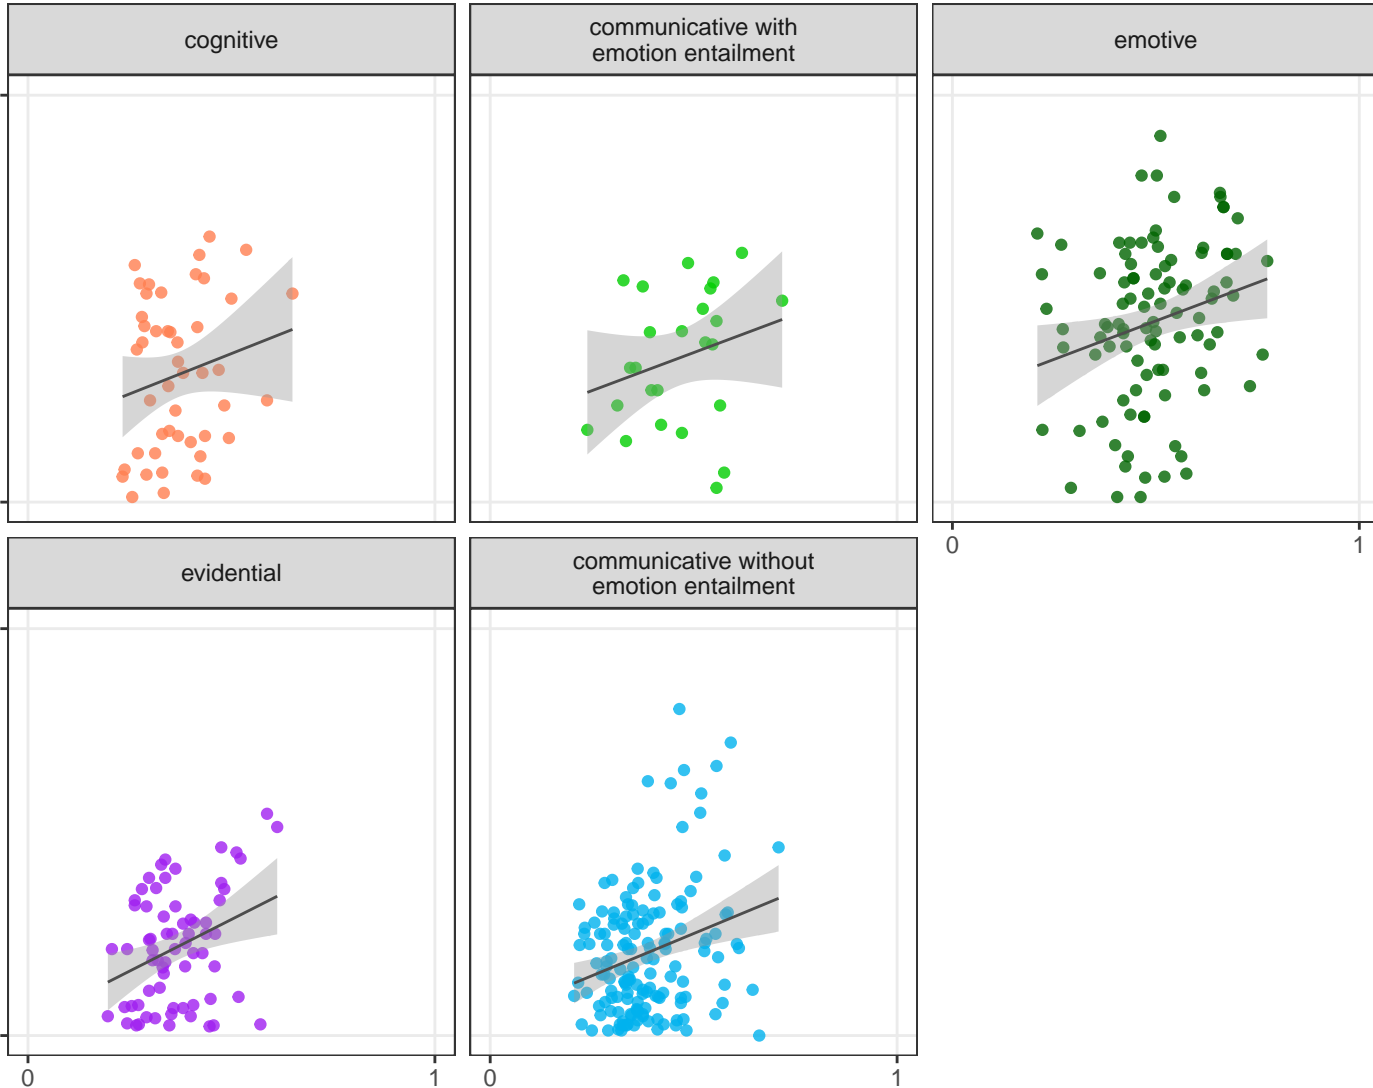 cognitive
communicative with
emotion entailment
emotive
0
1
evidential
communicative without
emotion entailment
0
1
0
1